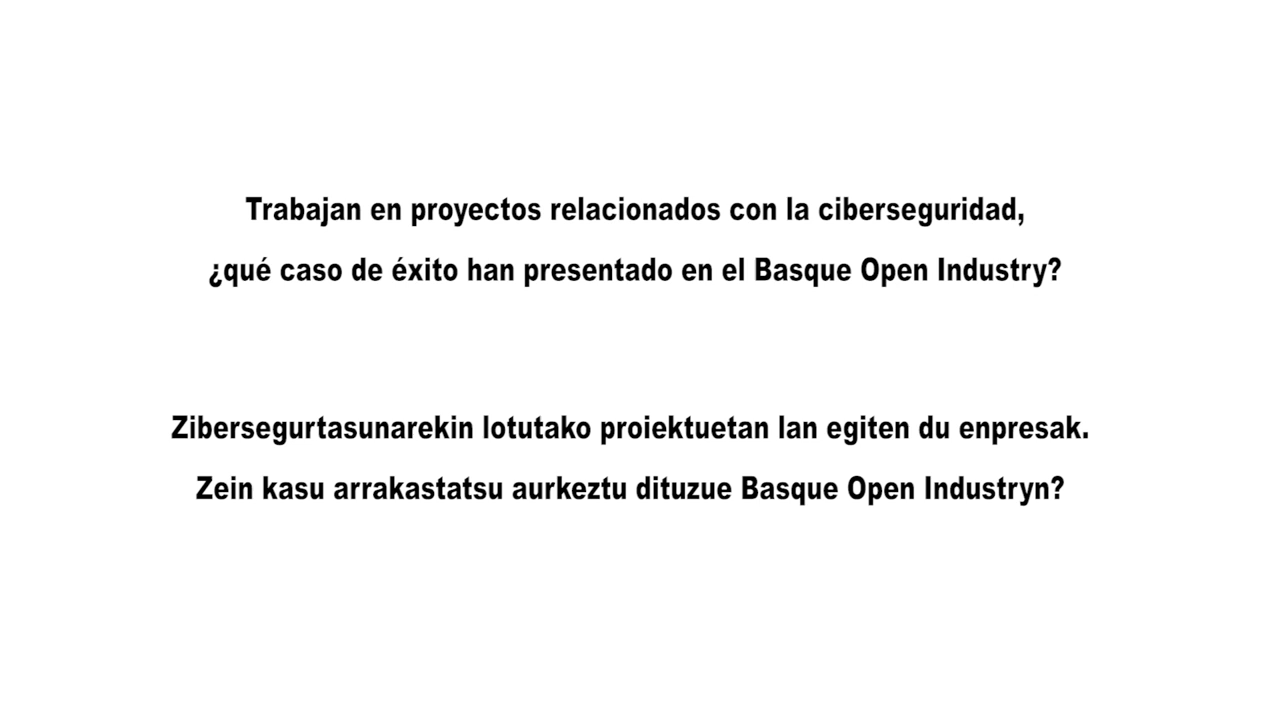 Trabajan en proyectos relacionados con la ciberseguridad,
¿qué caso de éxito han presentado en el Basque Open Industry?
Zibersegurtasunarekin lotutako proiektuetan lan egiten du enpresak.
Zein kasu arrakastatsu aurkeztu dituzue Basque Open Industryn?